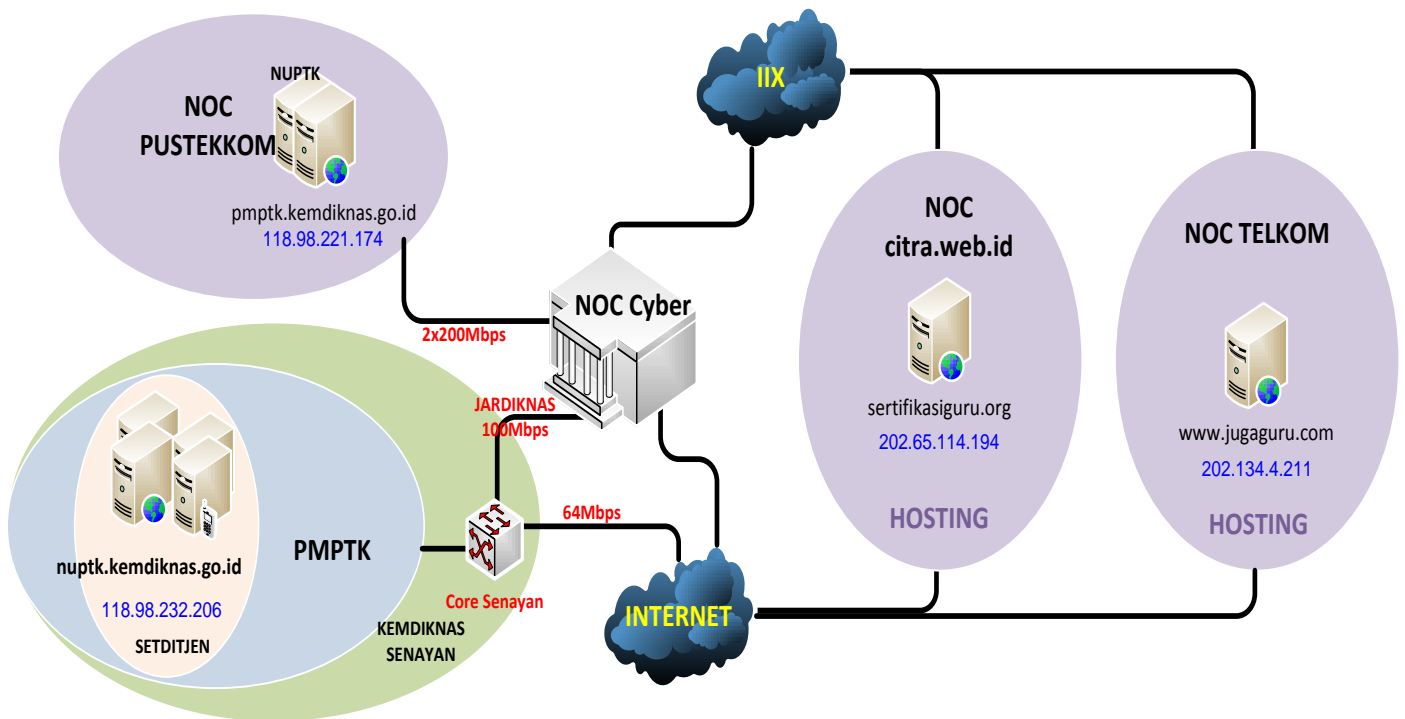 NUPTK
NOC
PUSTEKKOM
pmptk.kemdiknas.go.id
118.98.221.174
2x200Mbps
IIX
NOC Cyber
JARDIKNAS
100Mbps
64Mbps
nuptk.kemdiknas.go.id
118.98.232.206
SETDITJEN
PMPTK
Core Senayan
KEMDIKNAS
SENAYAN
INTERNET
NOC
citra.web.id
sertifikasiguru.org
202.65.114.194
HOSTING
NOC TELKOM
www.jugaguru.com
202.134.4.211
HOSTING